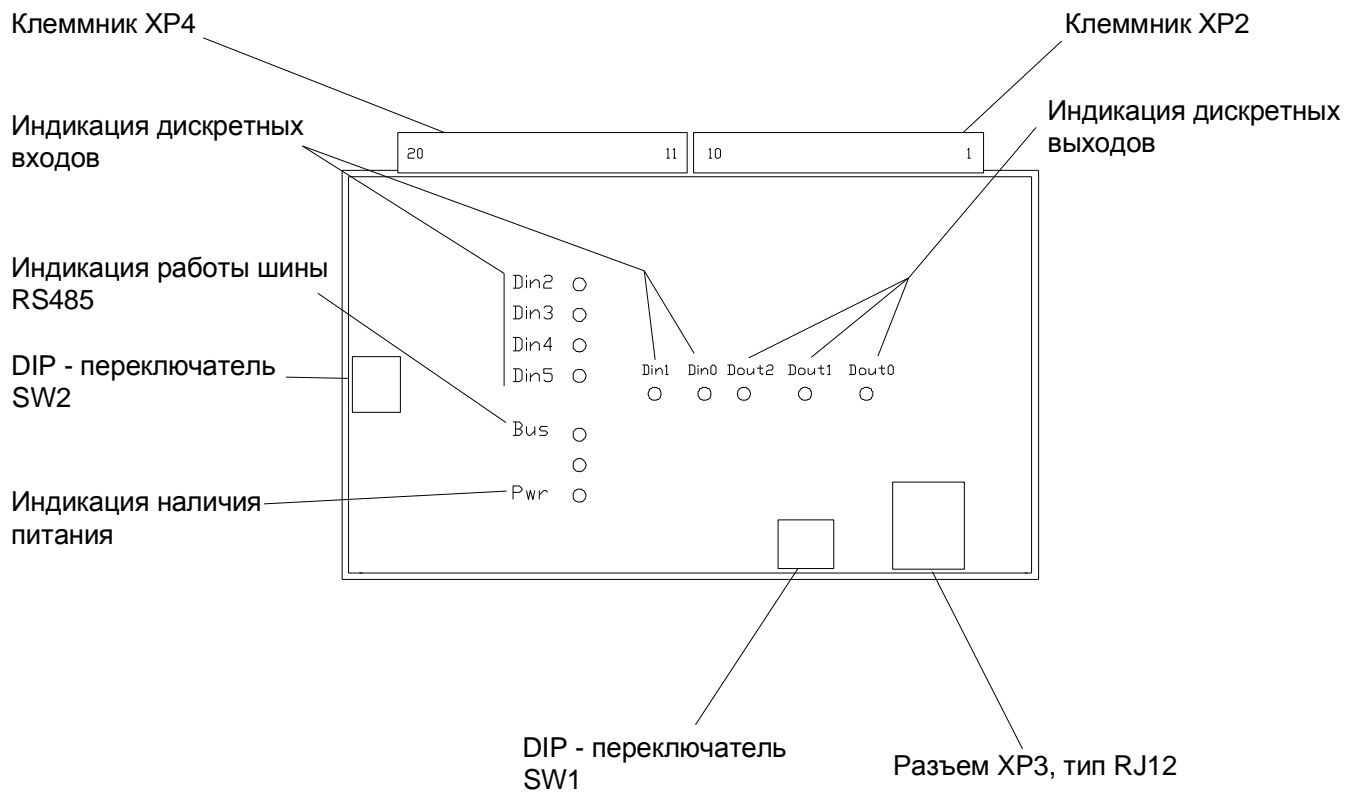 Клеммник XP4
Клеммник XP2
Индикация дискретных
входов
Индикация дискретных
выходов
20 11 10 1
Индикация работы шины
RS485
Din2
Din3
Din4
Din5
Din1 Din0 Dout2 Dout1 Dout0
DIP - переключатель
SW2
Bus
Pwr
Индикация наличия
питания
DIP - переключатель
SW1
Разъем XP3, тип RJ12